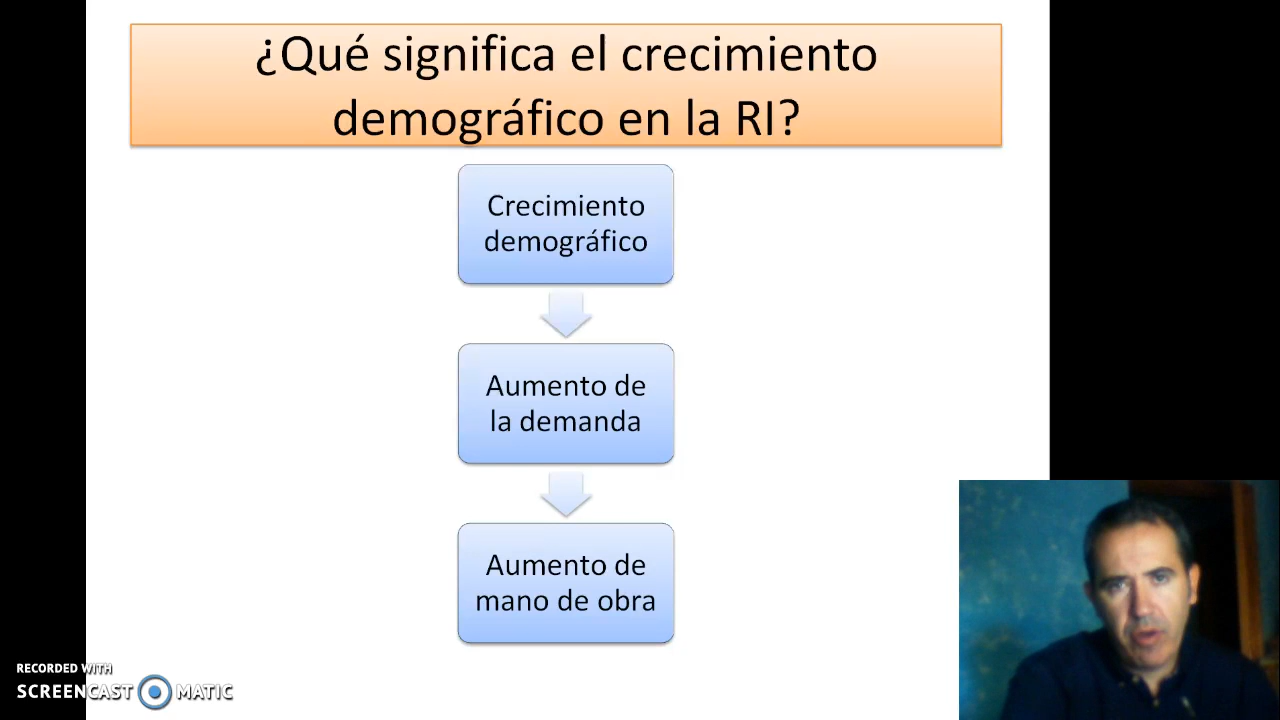 ¿Qué significa el crecimiento
demográfico en la RI?
Crecimiento
demográfico
Aumento de
la demanda
Aumento de
mano de obra
RECORDED WITH
SCREENCAST MATIC